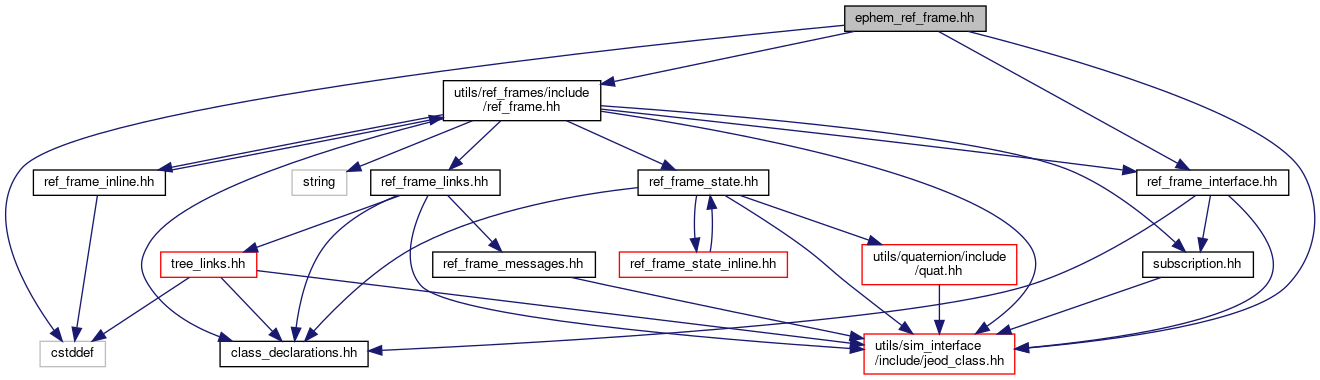 ephem_ref_frame.hh
utils/ref_frames/include
/ref_frame.hh
ref_frame_inline.hh
string
ref_frame_links.hh
ref_frame_state.hh
ref_frame_interface.hh
tree_links.hh
ref_frame_messages.hh
ref_frame_state_inline.hh
utils/quaternion/include
/quat.hh
subscription.hh
cstddef
class_declarations.hh
utils/sim_interface
/include/jeod_class.hh